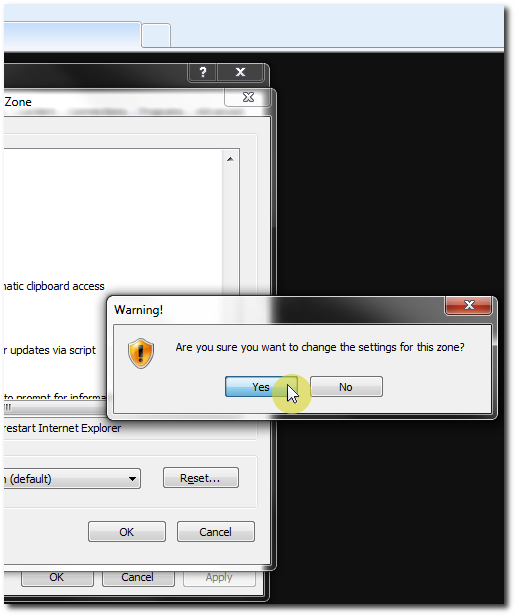 ?
Zone
natic clipboard access
Warning!
Are you sure you want to change the settings for this zone?
r updates via script
Yes
No
to prompt for informa
restart Internet Explorer
n (default)
Reset...
OK
Cancel
OK
Cancel
Apply